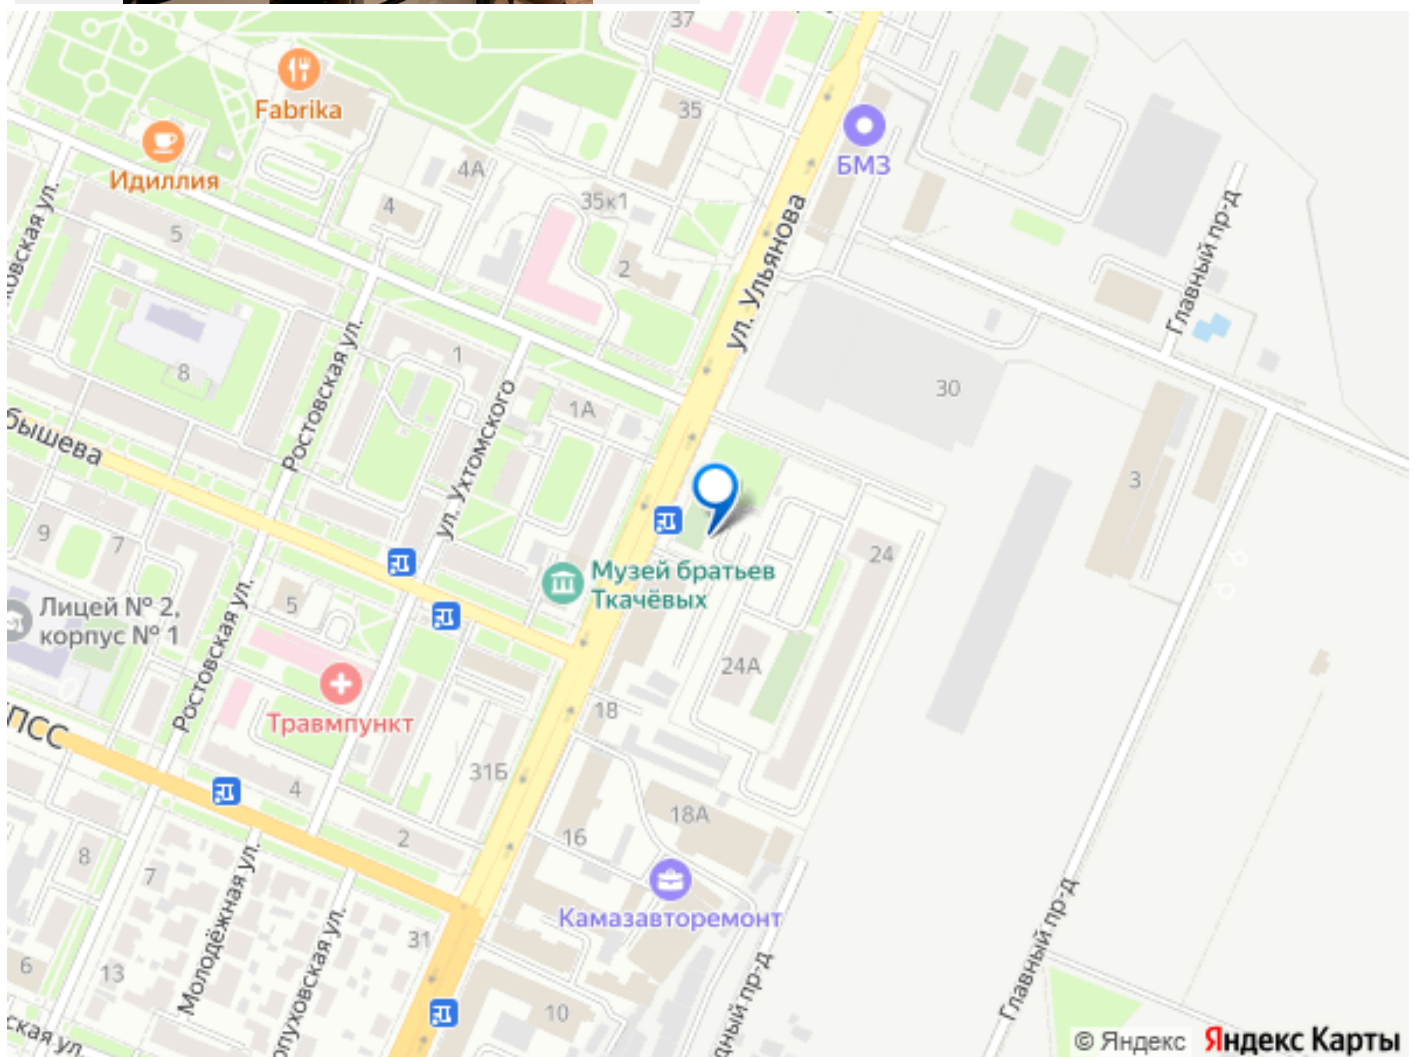 37
Fabrika
35
БМЗ
4А
Идиллия
35к1
4
5
2
ул. Ульянова
Главный пр-д
Ростовская ул.
1
8
30
ул. Ухтомского
1А
3
9
7
24
Музей братьев
Ткачёвых
Лицей № 2,
корпус № 1
5
Ростовская ул.
24А
18
Травмпункт
31Б
4
18А
16
2
8
7
Молодёжная ул.
Камазавторемонт
31
Главный пр-д
6
13
10
© Яндекс
Яндекс Карты